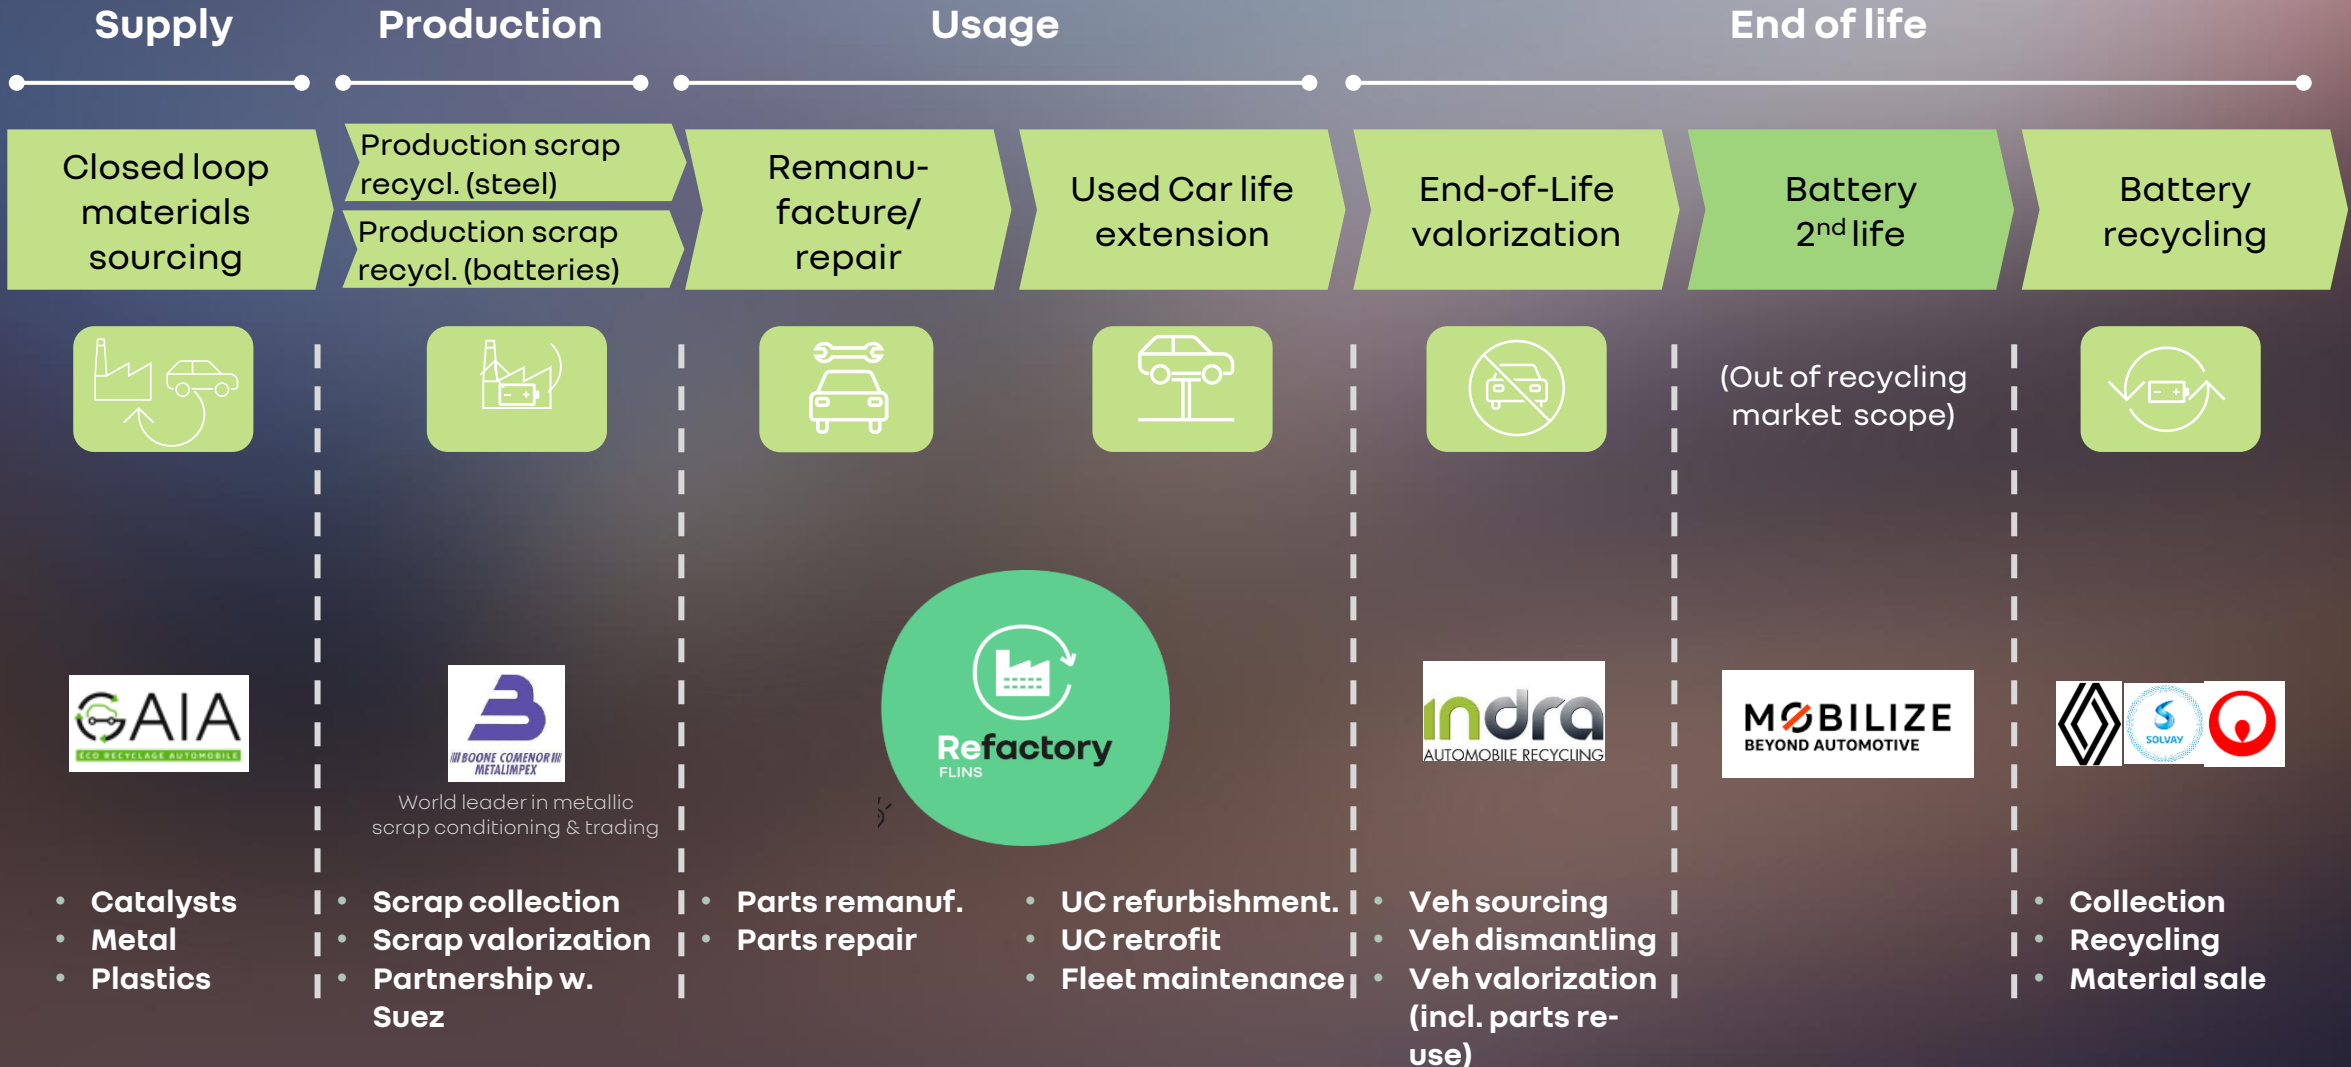 Supply
Production
Usage
End of life
Closed loop
materials
sourcing
Production scrap
recycl. (steel)
Production scrap
recycl. (batteries)
Remanu-
facture/
repair
Used Car life
extension
End-of-Life
valorization
Battery
2nd life
Battery
recycling
(Out of recycling
market scope)
GAIA
ECO RECYCLAGE AUTOMOBILE
BOONE COMENOR
METALIMPEX
World leader in metallic
scrap conditioning & trading
Refactory
FLINS
indra
AUTOMOBILE RECYCLING
MOBILIZE
BEYOND AUTOMOTIVE
S
SOLVAY
• Catalysts
• Metal
• Plastics
• Scrap collection
• Scrap valorization
• Partnership w.
Suez
• Parts remanuf.
• Parts repair
• UC refurbishment.
• UC retrofit
• Fleet maintenance
• Veh sourcing
• Veh dismantling
• Veh valorization
(incl. parts re-
use)
• Collection
• Recycling
• Material sale